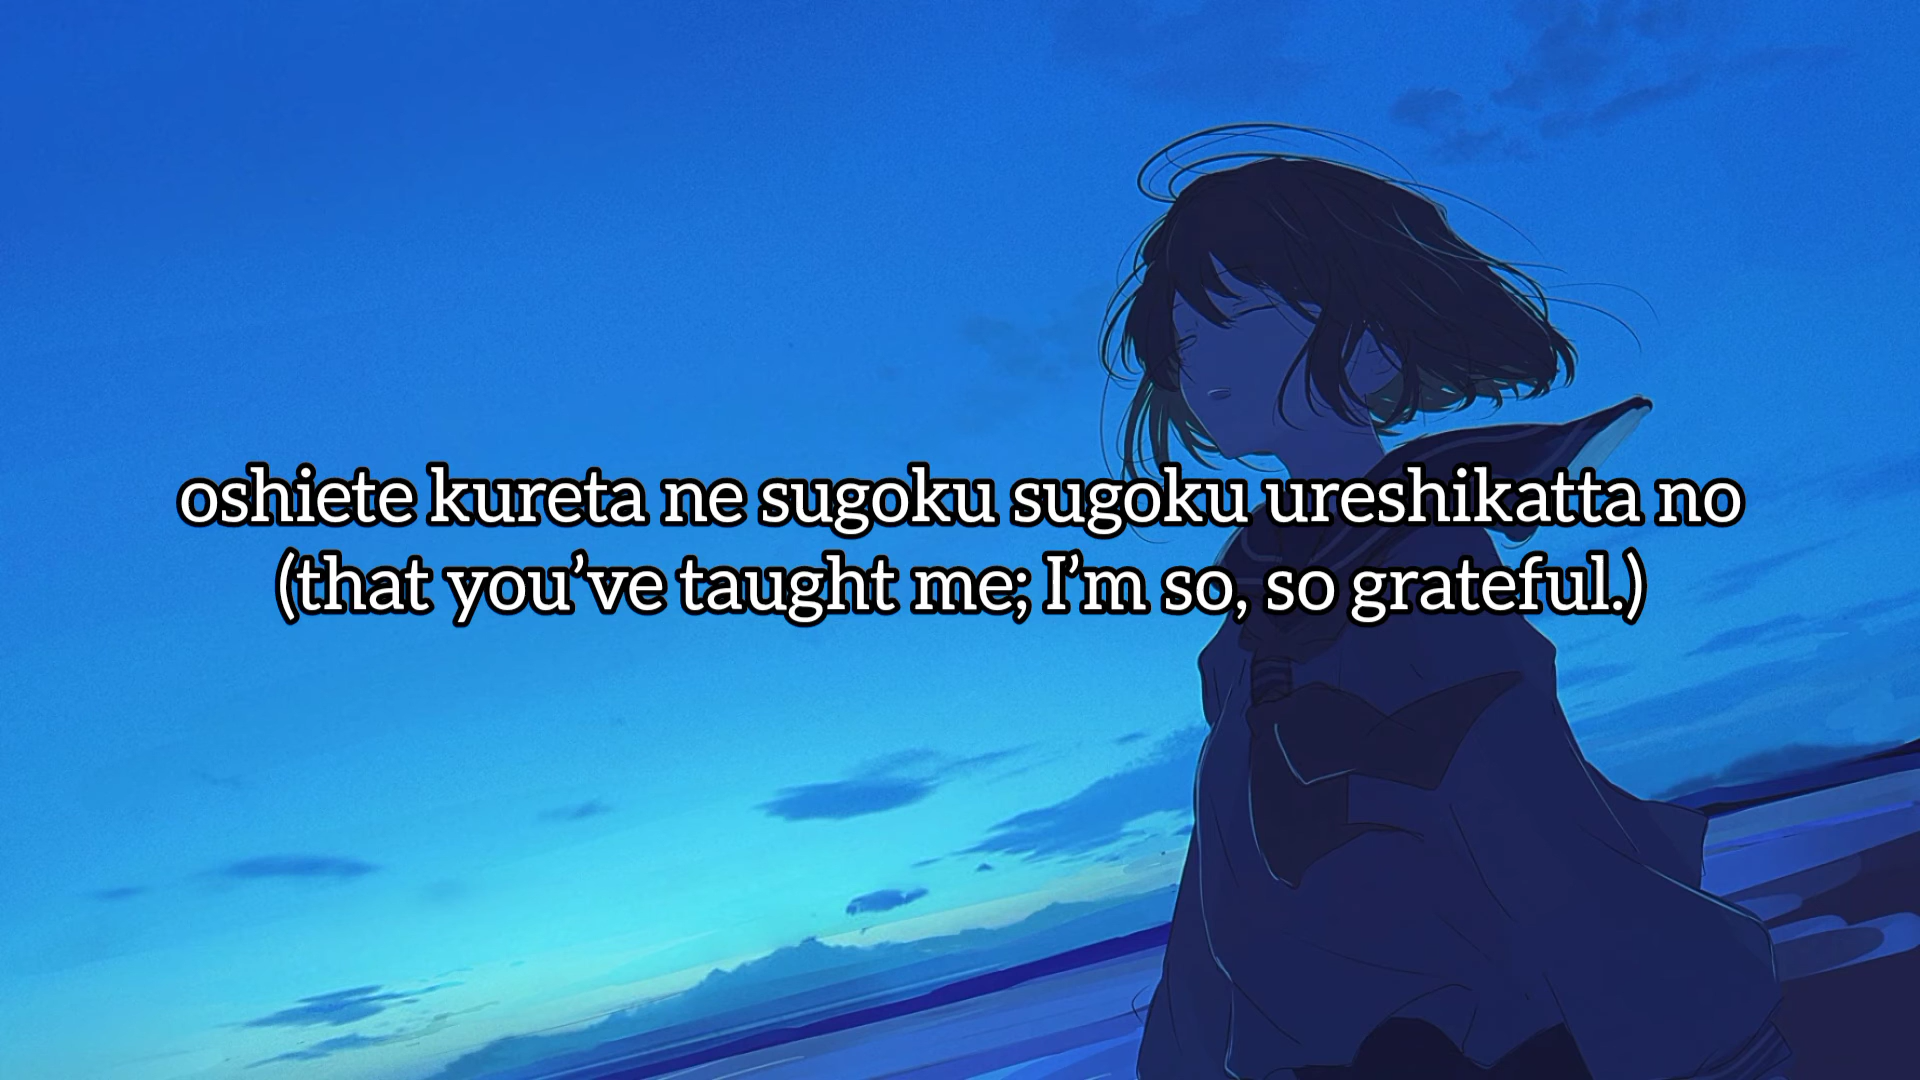 oshiete kureta ne sugoku sugoku ureshikatta no
(that you’ve taught me; I’m so, so grateful.)